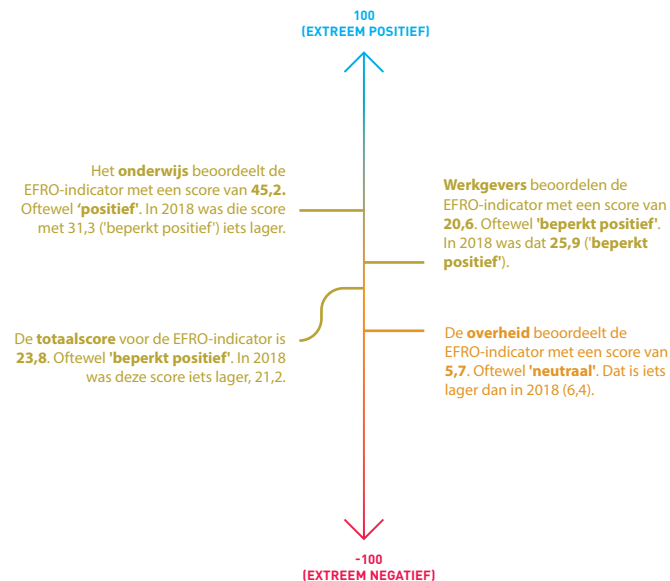 100
(EXTREEM POSITIEF)
Het onderwijs beoordeelt de
EFRO-indicator met een score van 45,2.
Oftewel ‘positief'. In 2018 was die score
met 31,3 ('beperkt positief') iets lager.
Werkgevers beoordelen de
EFRO-indicator met een score van
20,6. Oftewel 'beperkt positief'.
In 2018 was dat 25,9 ('beperkt
positief').
De totaalscore voor de EFRO-indicator is
23,8. Oftewel 'beperkt positief'. In 2018
was deze score iets lager, 21,2.
De overheid beoordeelt de
EFRO-indicator met een score van
5,7. Oftewel 'neutraal'. Dat is iets
lager dan in 2018 (6,4).
-100
(EXTREEM NEGATIEF)